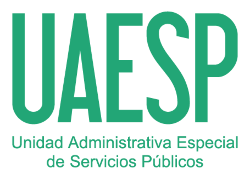 UAESP
Unidad Administrativa Especial
de Servicios Públicos